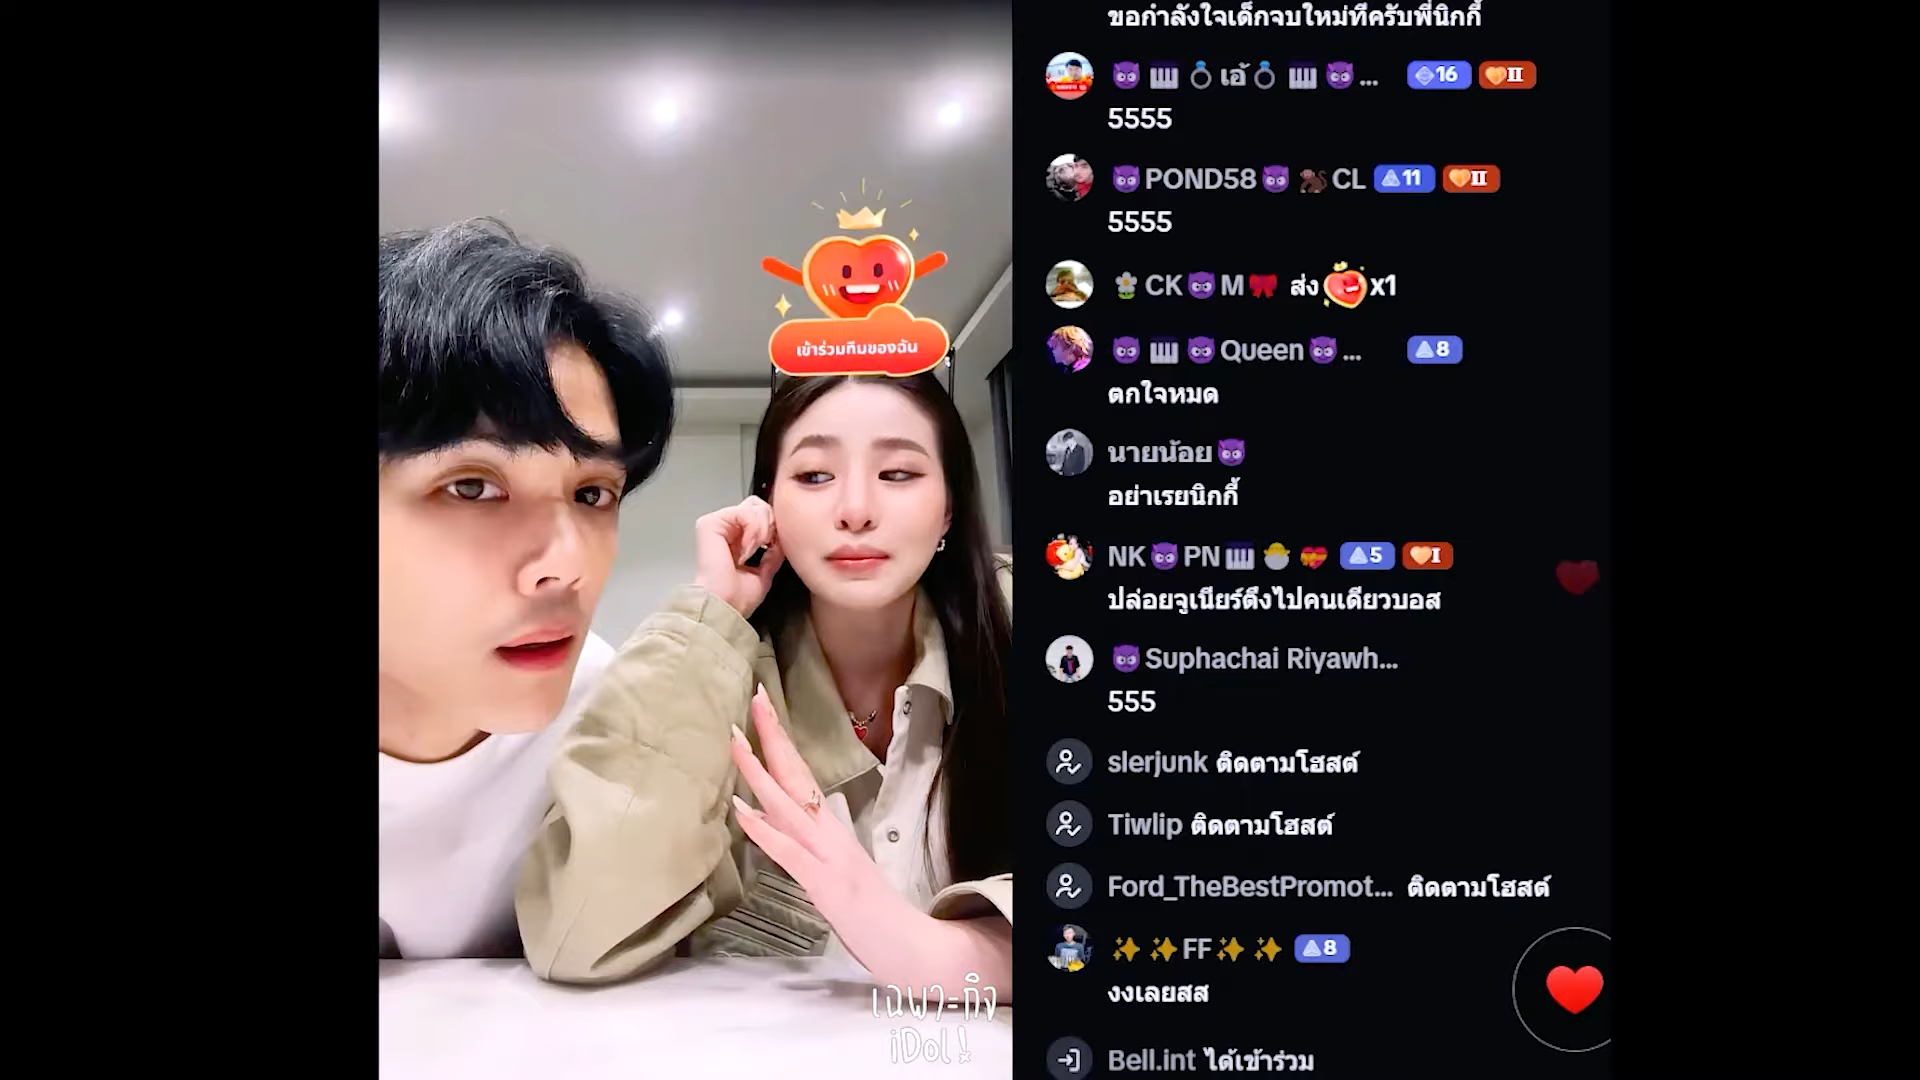 เข้าร่วมทีมของฉัน
เฉพาะกิจ
iDol!
ขอกำลังใจเด็กจบใหม่ทีครับพี่นิกกี้
😈🎹💍เอ้💍🎹😈... 16 II
5555
😈POND58😈🐒CL 11 II
5555
🌼CK😈M🎀 ส่ง x1
😈🎹😈Queen😈... 8
ตกใจหมด
นายน้อย😈
อย่าเรยนิกกี้
NK😈PN🎹🐣💝 5 I
ปล่อยจูเนียร์ตึงไปคนเดียวบอส
😈Suphachai Riyawh...
555
slerjunk ติดตามโฮสต์
Tiwlip ติดตามโฮสต์
Ford_TheBestPromot... ติดตามโฮสต์
✨✨FF✨✨ 8
งงเลยสส
Bell.int ได้เข้าร่วม